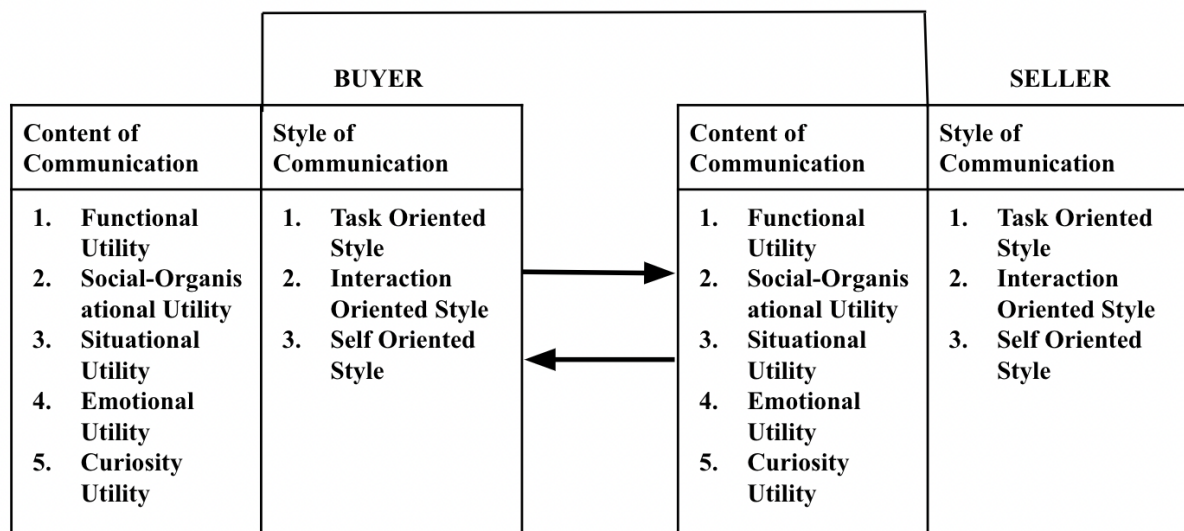 BUYER
SELLER
Content of
Communication
Style of
Communication
Content of
Communication
Style of
Communication
1. Functional
Utility
2. Social-Organis
ational Utility
3. Situational
Utility
4. Emotional
Utility
5. Curiosity
Utility
1. Task Oriented
Style
2. Interaction
Oriented Style
3. Self Oriented
Style
1. Functional
Utility
2. Social-Organis
ational Utility
3. Situational
Utility
4. Emotional
Utility
5. Curiosity
Utility
1. Task Oriented
Style
2. Interaction
Oriented Style
3. Self Oriented
Style